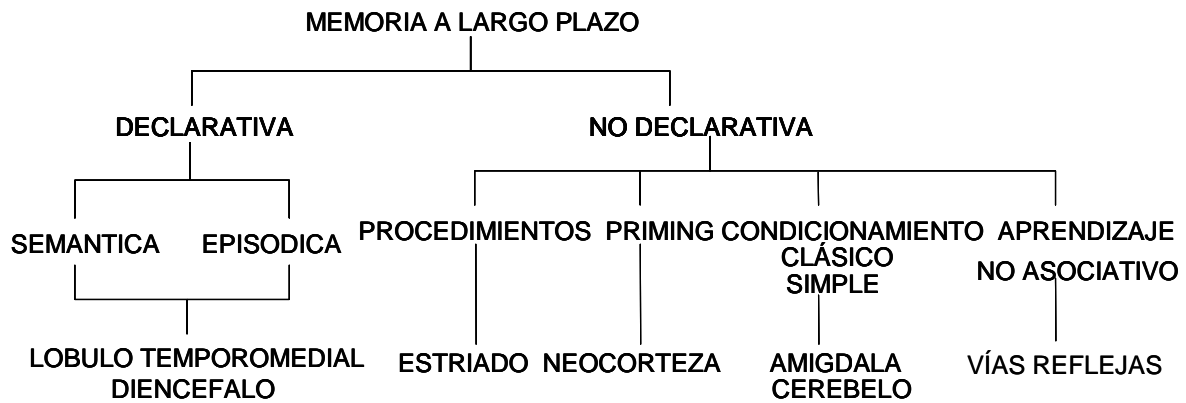 MEMORIA A LARGO PLAZO
DECLARATIVA NO DECLARATIVA
SEMANTICA EPISODICA PROCEDIMIENTOS PRIMING CONDICIONAMIENTO APRENDIZAJE
CLÁSICO NO ASOCIATIVO
SIMPLE
LOBULO TEMPOROMEDIAL ESTRIADO NEOCORTEZA AMIGDALA VÍAS REFLEJAS
DIENCEFALO CEREBELO